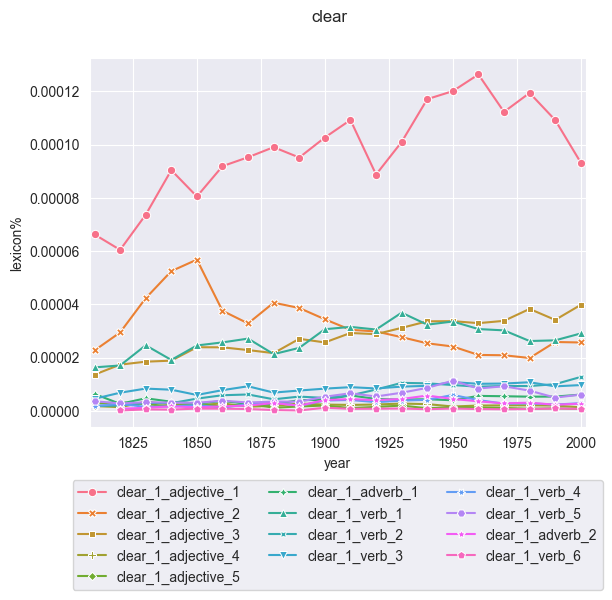 clear
0.00012
0.00010
0.00008
0.00006
0.00004
0.00002
0.00000
lexicon%
1825 1850 1875 1900 1925 1950 1975 2000
year
clear_1_adjective_1 clear_1_adverb_1 clear_1_verb_4
clear_1_adjective_2 clear_1_verb_1 clear_1_verb_5
clear_1_adjective_3 clear_1_verb_2 clear_1_adverb_2
clear_1_adjective_4 clear_1_verb_3 clear_1_verb_6
clear_1_adjective_5